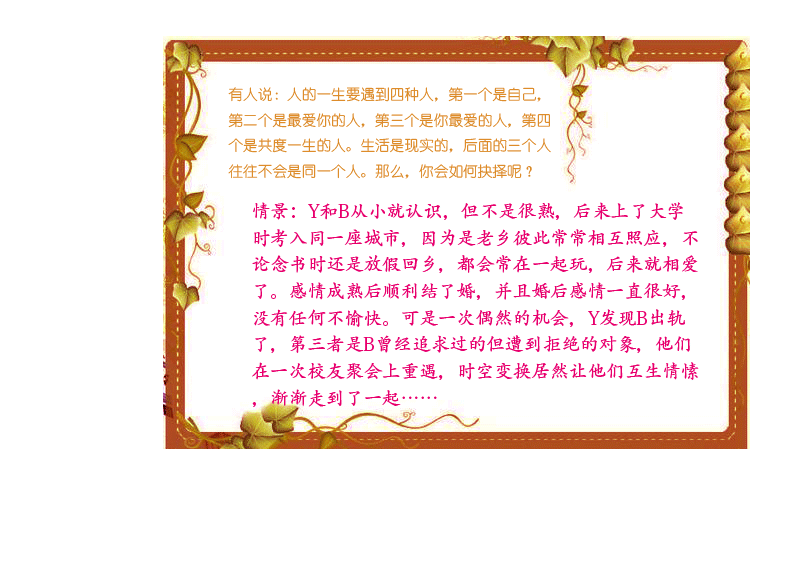 有人说：人的一生要遇到四种人，第一个是自己，
第二个是最爱你的人，第三个是你最爱的人，第四
个是共度一生的人。生活是现实的，后面的三个人
往往不会是同一个人。那么，你会如何抉择呢？
情景：Y和B从小就认识，但不是很熟，后来上了大学
时考入同一座城市，因为是老乡彼此常常相互照应，不
论念书时还是放假回乡，都会常在一起玩，后来就相爱
了。感情成熟后顺利结了婚，并且婚后感情一直很好，
没有任何不愉快。可是一次偶然的机会，Y发现B出轨
了，第三者是B曾经追求过的但遭到拒绝的对象，他们
在一次校友聚会上重遇，时空变换居然让他们互生情愫
，渐渐走到了一起……